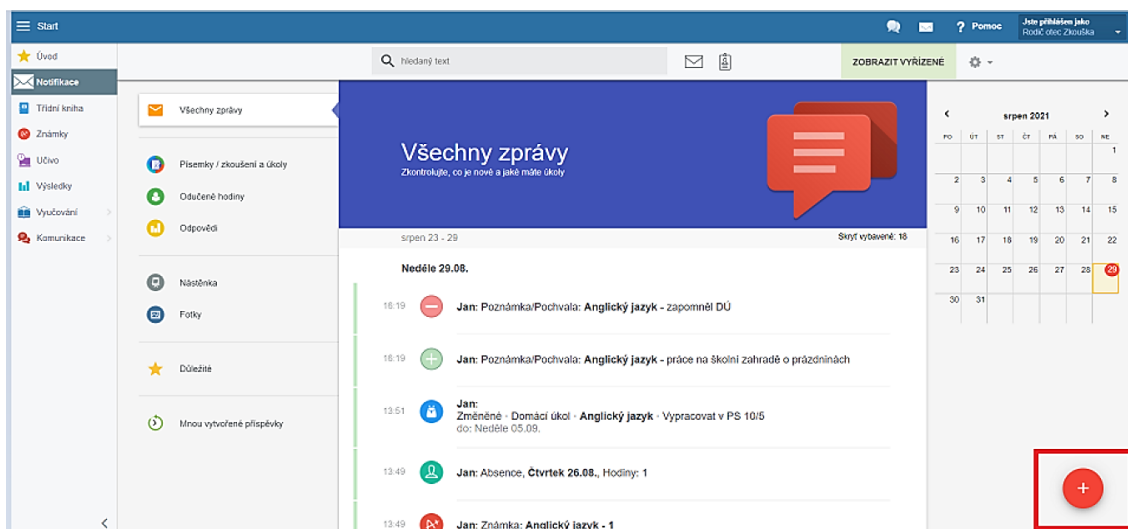 Start
Pomoc
Jste přihlášen jako
Rodič otec Zkouška
Úvod
Notifikace
Třídní kniha
Známky
Učivo
Výsledky
Vyučování
Komunikace
hledaný text
ZOBRAZIT VYŘÍZENÉ
Všechny zprávy
Písemky / zkoušení a úkoly
Odučené hodiny
Odpovědi
Nástěnka
Fotky
Důležité
Mnou vytvořené příspěvky
Všechny zprávy
Zkontrolujte, co je nové a jaké máte úkoly
srpen 23 - 29
Skrýt vybavené: 18
Neděle 29.08.
16:19 Jan: Poznámka/Pochvala: Anglický jazyk - zapomněl DÚ
16:19 Jan: Poznámka/Pochvala: Anglický jazyk - práce na školní zahradě o prázdninách
13:51 Jan:
Změněné - Domácí úkol - Anglický jazyk - Vypracovat v PS 10/5
do: Neděle 05.09.
13:49 Jan: Absence, Čtvrtek 26.08., Hodiny: 1
13:49 Jan: Známka: Anglický jazyk - 1
srpen 2021
PO ÚT ST ČT PÁ SO NE
1
2 3 4 5 6 7 8
9 10 11 12 13 14 15
16 17 18 19 20 21 22
23 24 25 26 27 28 29
30 31